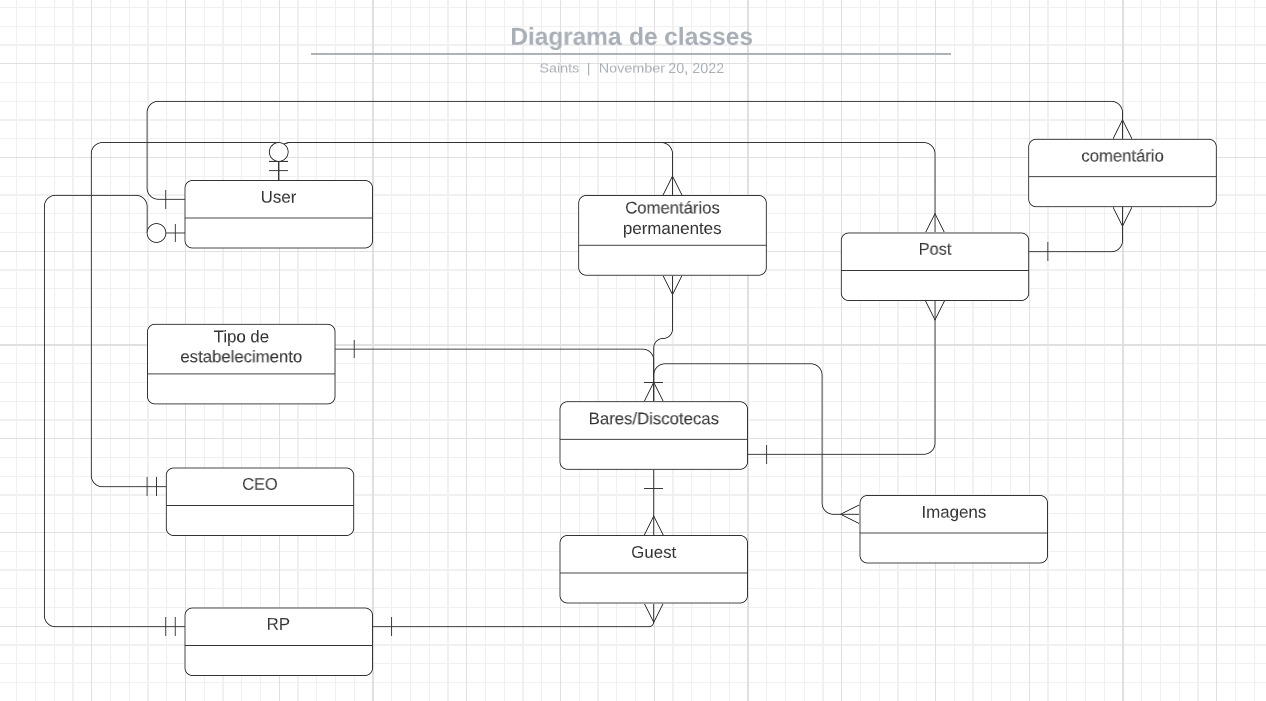 Diagrama de classes
Saints | November 20, 2022
comentário
User
Comentários
permanentes
Post
Tipo de
estabelecimento
Bares/Discotecas
CEO
Imagens
Guest
RP